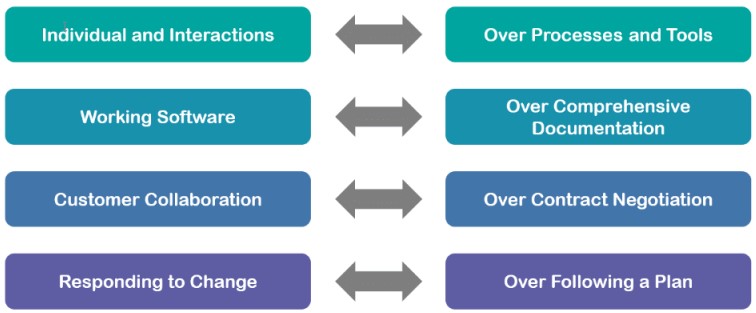 Individual and Interactions
Over Processes and Tools
Working Software
Over Comprehensive
Documentation
Customer Collaboration
Over Contract Negotiation
Responding to Change
Over Following a Plan